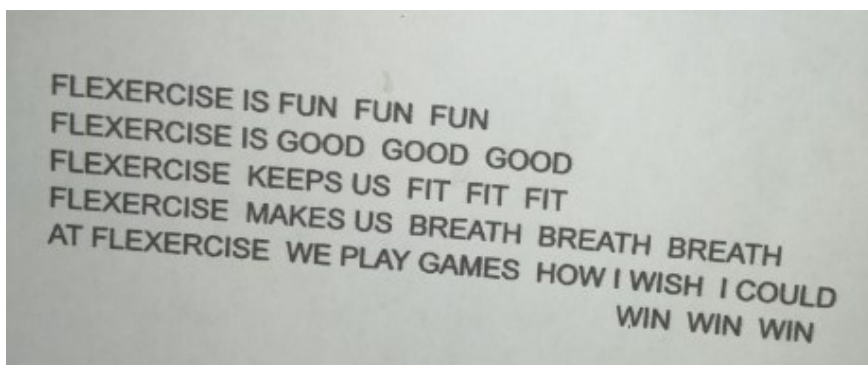 FLEXERCISE IS FUN FUN FUN
FLEXERCISE IS GOOD GOOD GOOD
FLEXERCISE KEEPS US FIT FIT FIT
FLEXERCISE MAKES US BREATH BREATH BREATH
AT FLEXERCISE WE PLAY GAMES HOW I WISH I COULD
WIN WIN WIN